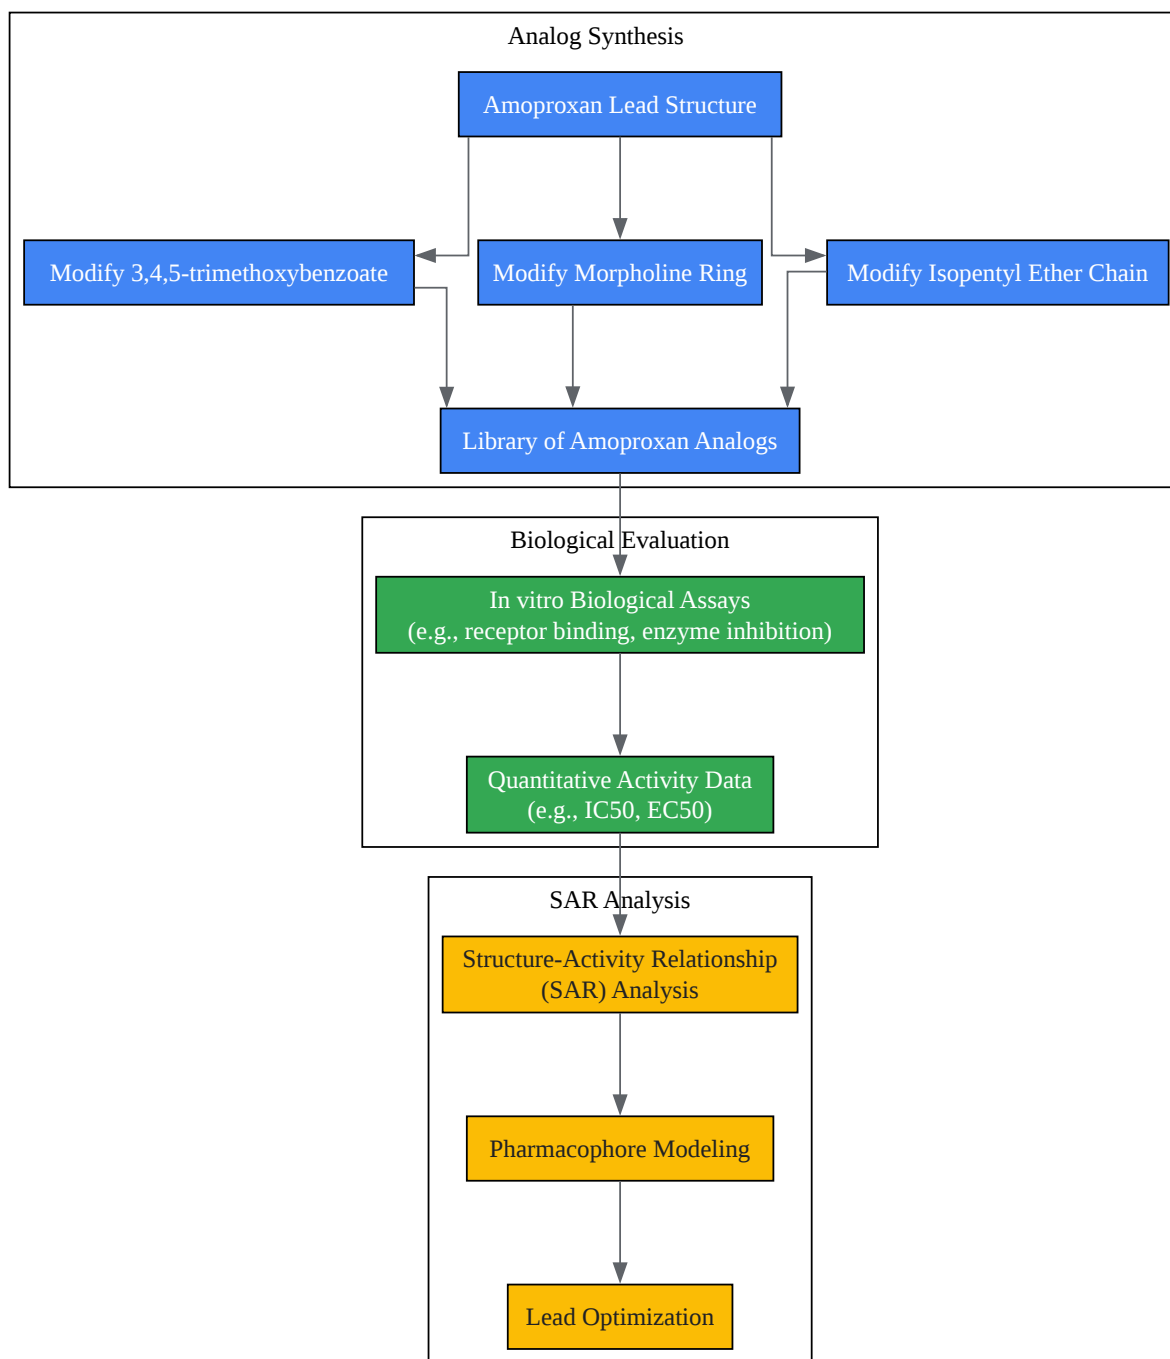 Analog Synthesis
Amoproxan Lead Structure
Modify 3,4,5-trimethoxybenzoate
Modify Morpholine Ring
Modify Isopentyl Ether Chain
Library of Amoproxan Analogs
Biological Evaluation
In vitro Biological Assays
(e.g., receptor binding, enzyme inhibition)
Quantitative Activity Data
(e.g., IC50, EC50)
SAR Analysis
Structure-Activity Relationship
(SAR) Analysis
Pharmacophore Modeling
Lead Optimization